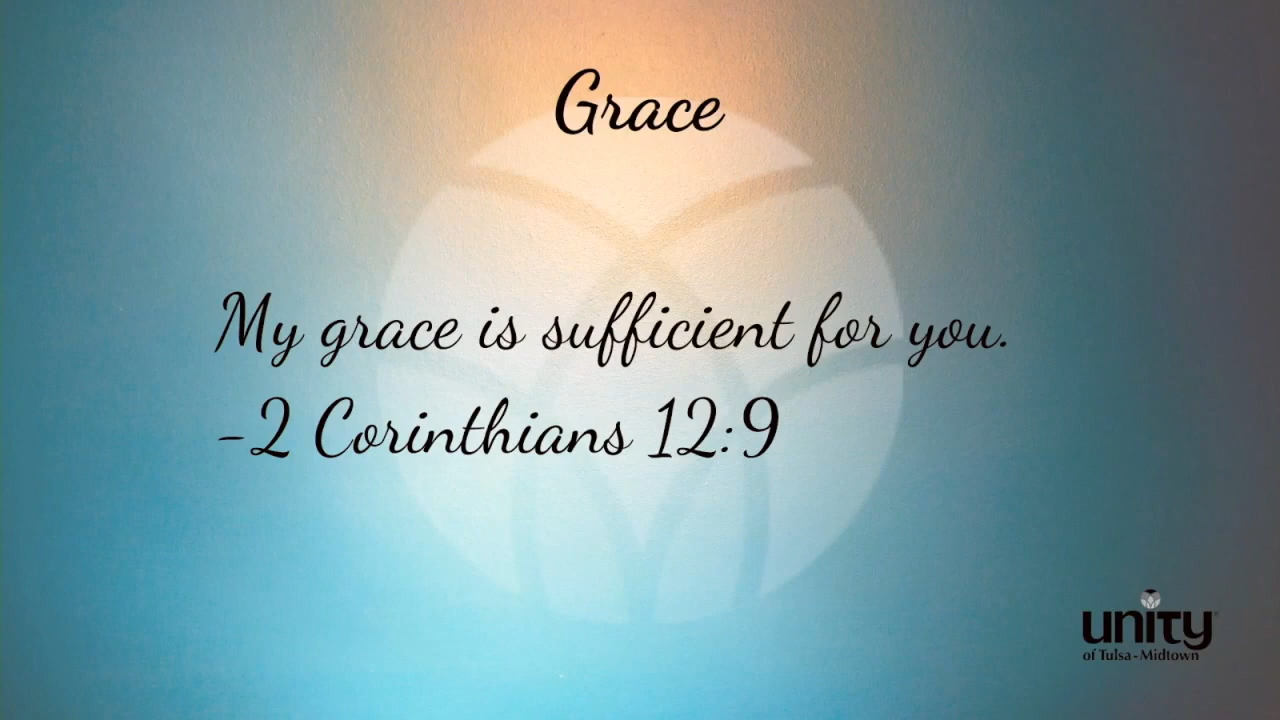 Grace
My grace is sufficient for you.
-2 Corinthians 12:9
unity
of Tulsa-Midtown